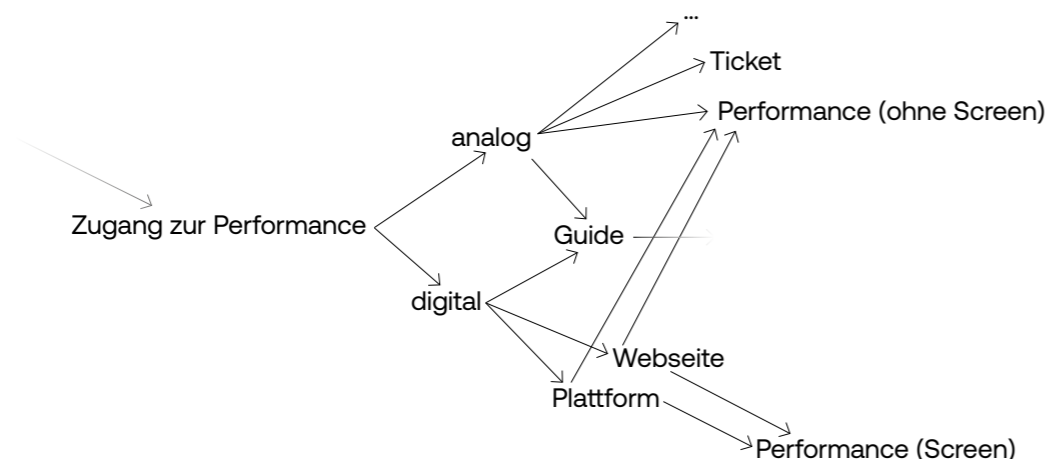 ...
Ticket
Performance (ohne Screen)
analog
Zugang zur Performance
Guide
digital
Webseite
Plattform
Performance (Screen)